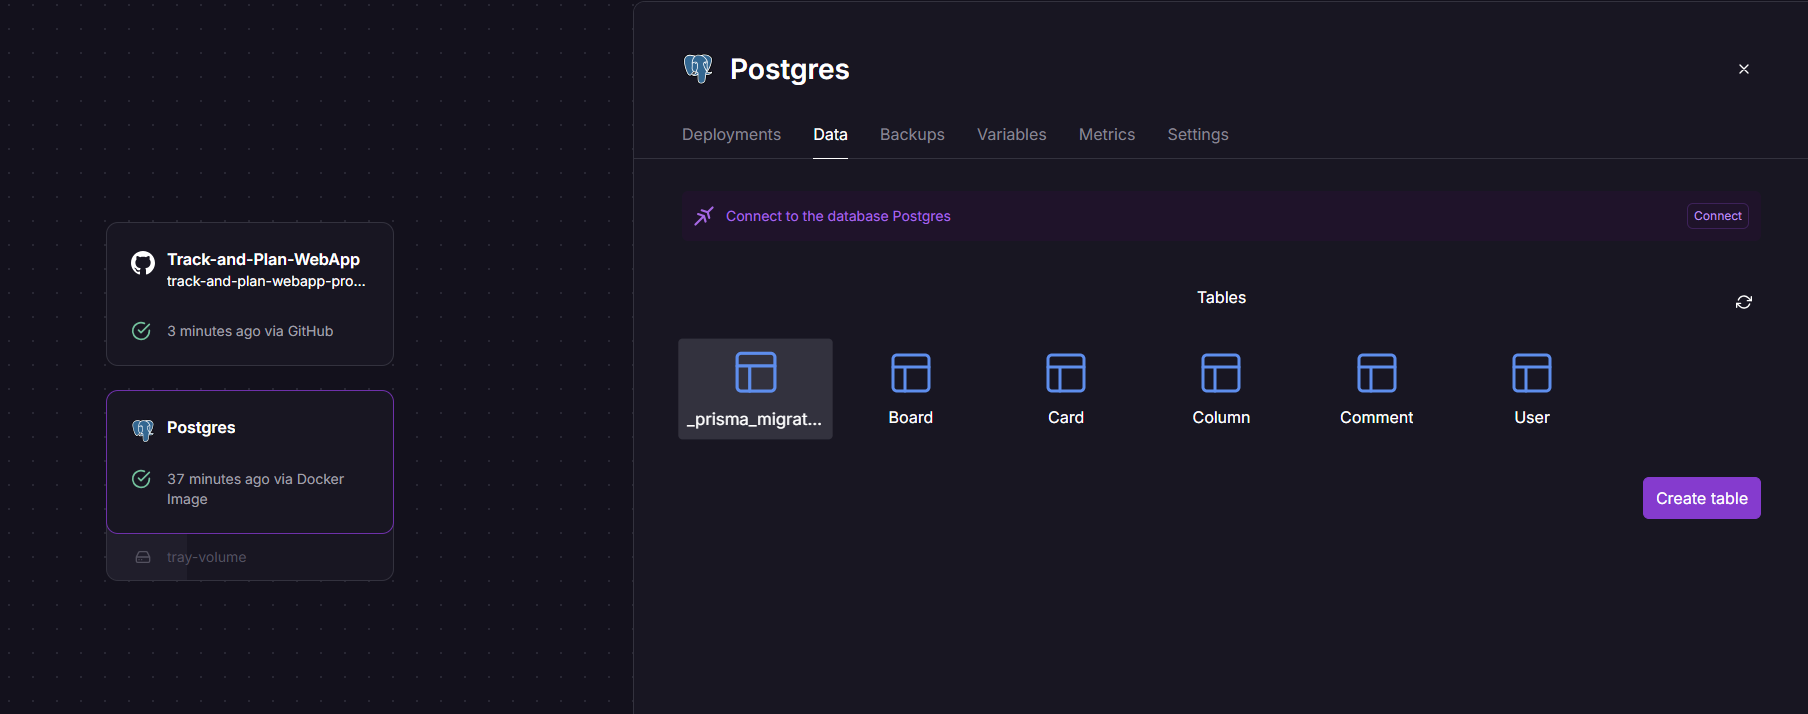 Track-and-Plan-WebApp
track-and-plan-webapp-pro...
3 minutes ago via GitHub
Postgres
37 minutes ago via Docker
Image
tray-volume
Postgres
Deployments Data Backups Variables Metrics Settings
Connect to the database Postgres Connect
Tables
_prisma_migrat... Board Card Column Comment User
Create table